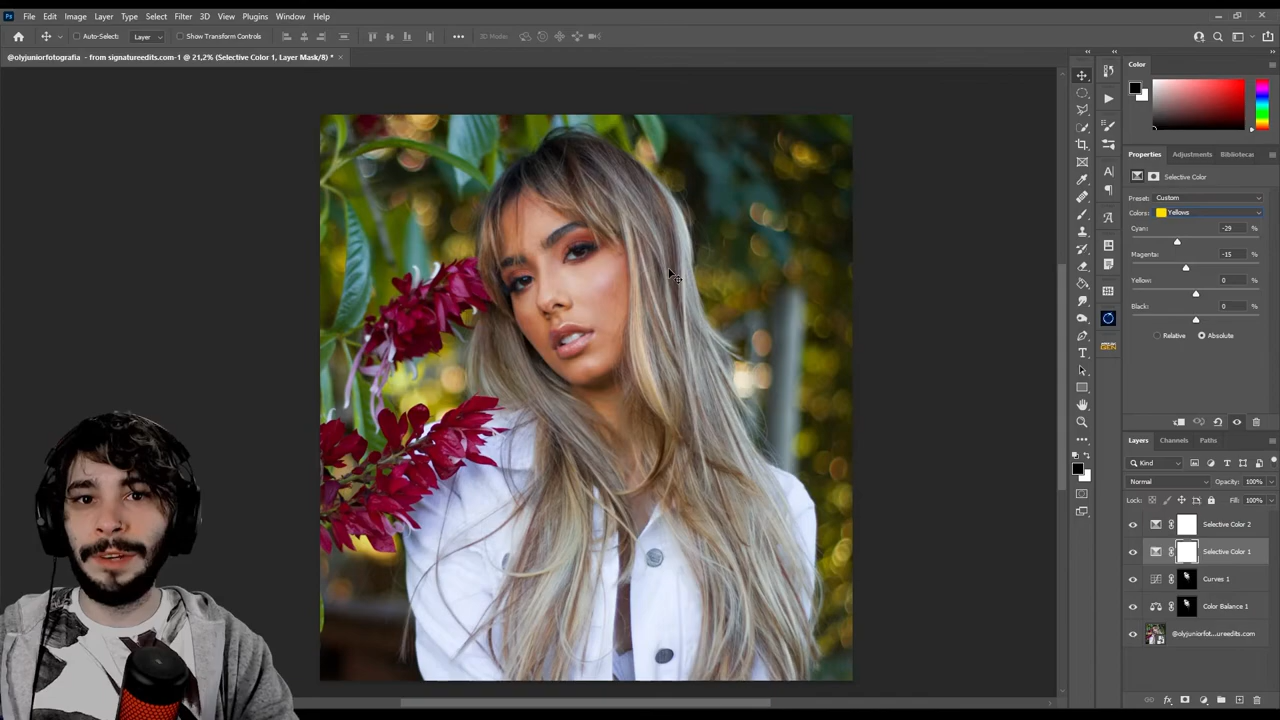 Ps File Edit Image Layer Type Select Filter 3D View Plugins Window Help
Auto-Select: Layer Show Transform Controls 3D Mode:
@olyjuniorfotografia - from signatureedits.com-1 @ 21,2% (Selective Color 1, Layer Mask/8) *
Color
Properties Adjustments Bibliotecas
Selective Color
Preset: Custom
Colors: Yellows
Cyan: -29 %
Magenta: -15 %
Yellow: 0 %
Black: 0 %
Relative Absolute
Layers Channels Paths
Kind
Normal Opacity: 100%
Lock: Fill: 100%
Selective Color 2
Selective Color 1
Curves 1
Color Balance 1
@olyjuniorfot...ureedits.com